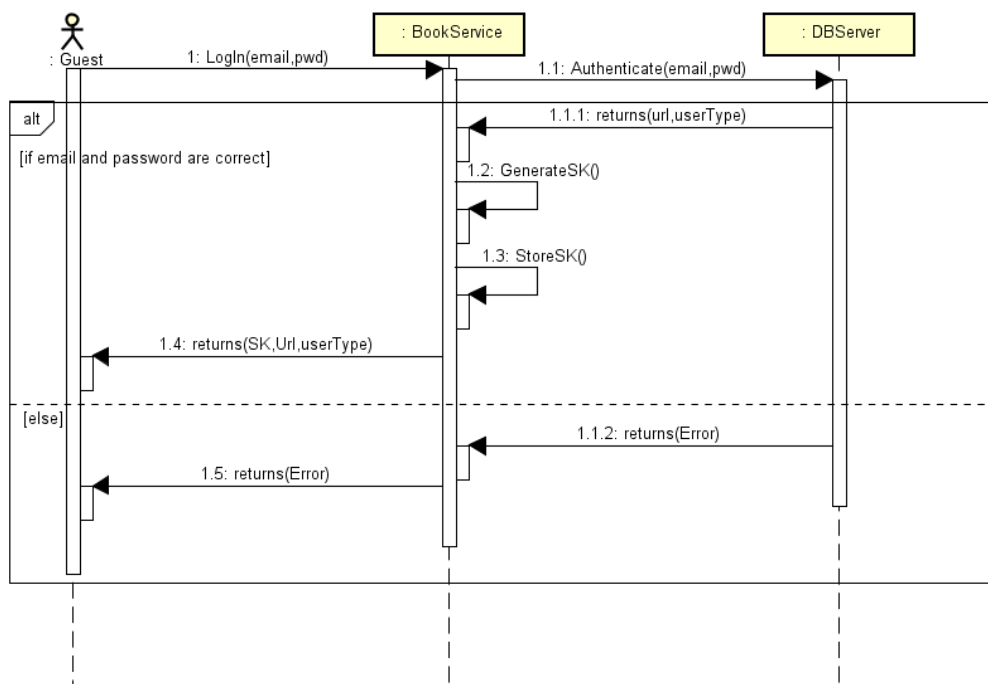 : Guest
: BookService
: DBServer
1: LogIn(email,pwd)
1.1: Authenticate(email,pwd)
alt
1.1.1: returns(url,userType)
[if email and password are correct]
1.2: GenerateSK()
1.3: StoreSK()
1.4: returns(SK,Url,userType)
[else]
1.1.2: returns(Error)
1.5: returns(Error)